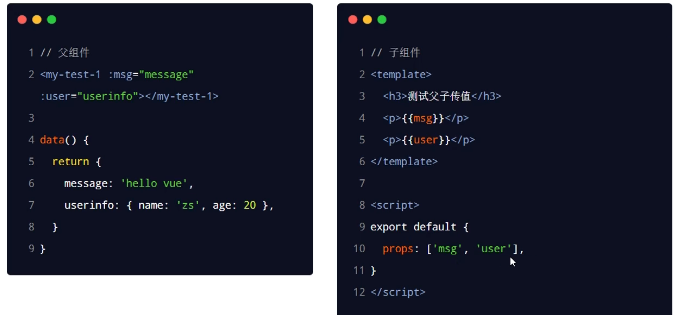 1 // 父组件
2 <my-test-1 :msg="message"
:user="userinfo"></my-test-1>
3
4 data() {
5   return {
6     message: 'hello vue',
7     userinfo: { name: 'zs', age: 20 },
8   }
9 }
1 // 子组件
2 <template>
3   <h3>测试父子传值</h3>
4   <p>{{msg}}</p>
5   <p>{{user}}</p>
6 </template>
7
8 <script>
9 export default {
10   props: ['msg', 'user'],
11 }
12 </script>